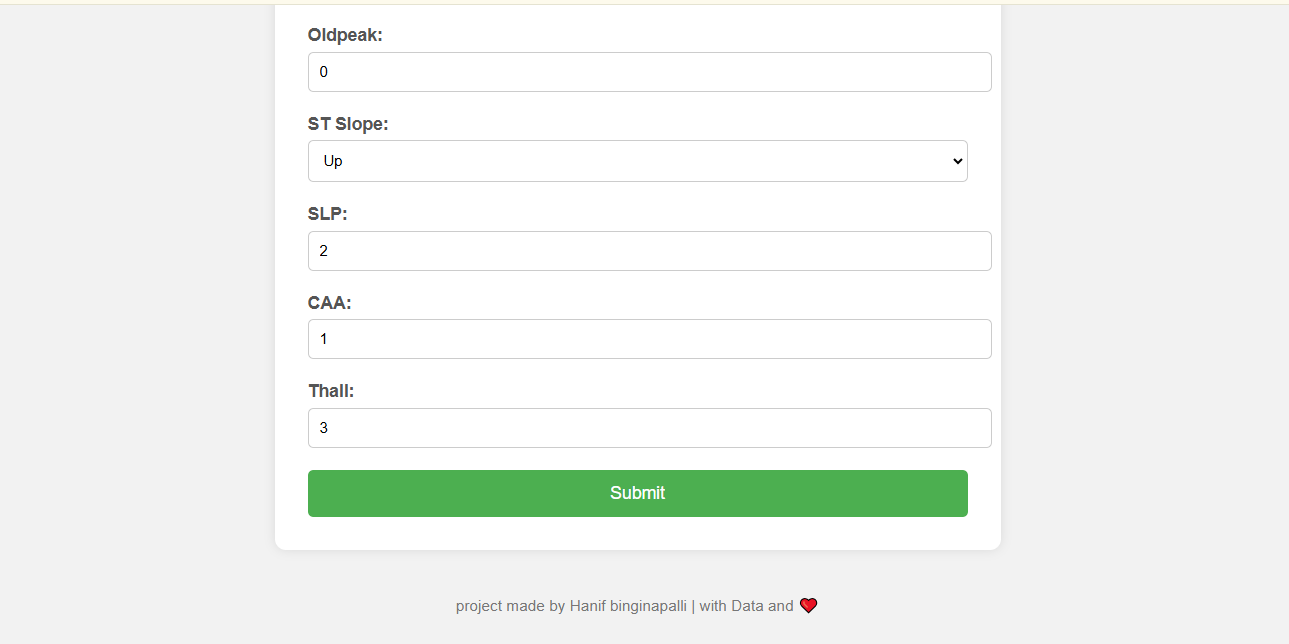 Oldpeak:
0
ST Slope:
Up
SLP:
2
CAA:
1
Thall:
3
Submit
project made by Hanif binginapalli | with Data and ❤️